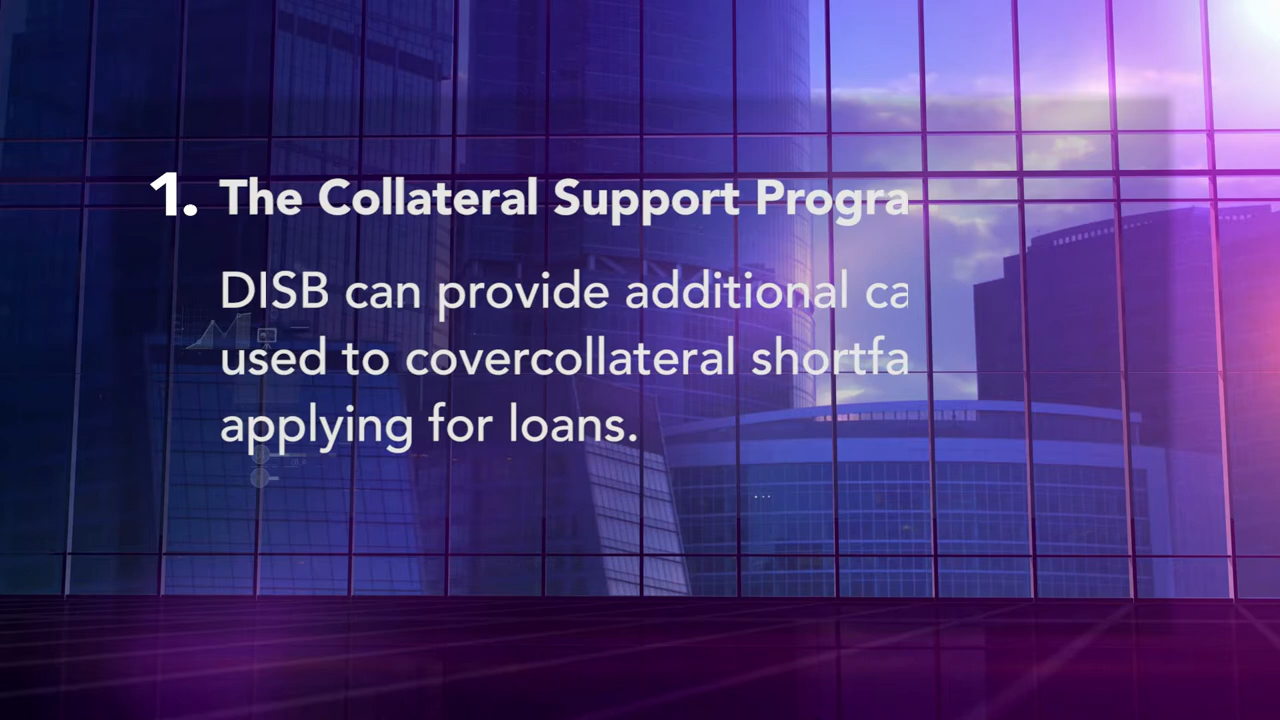 1. The Collateral Support Progra
DISB can provide additional ca
used to covercollateral shortfa
applying for loans.